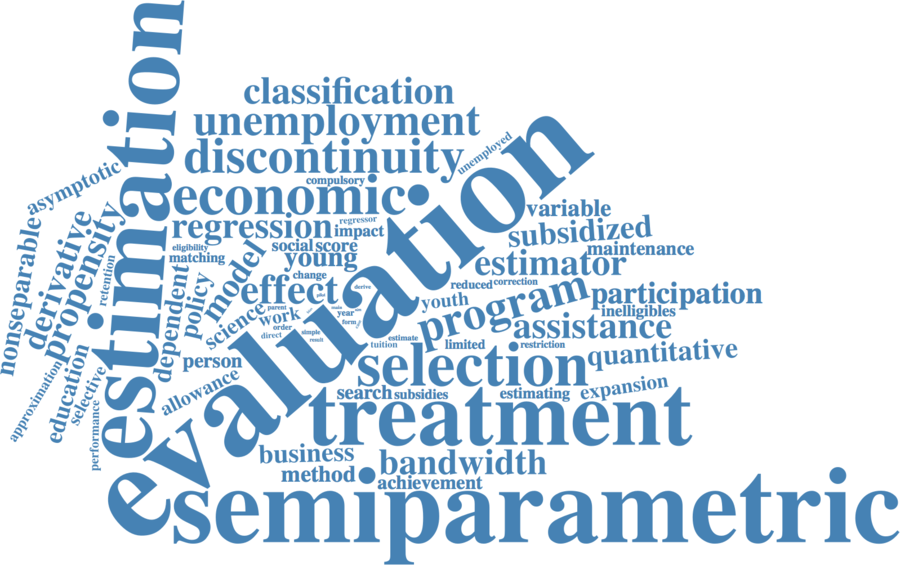 estimation
classification
unemployment
discontinuity
unemployed
compulsory
economic
evaluation
asymptotic
regression
regressor
impact
variable
subsidized
maintenance
eligibility
matching
social score
young
estimator
nonseparable
derivative
propensity
retention
model
change
effect
derive
reduced
correction
dependent
policy
science
parent
work
order
direct
simple
result
year
form
youth
program
participation
ineligibles
assistance
estimate
tuition
limited
restriction
quantitative
person
selection
approximation
education
selective
performance
allowance
search
subsidies
estimating
expansion
treatment
business
bandwidth
method
achievement
semiparametric